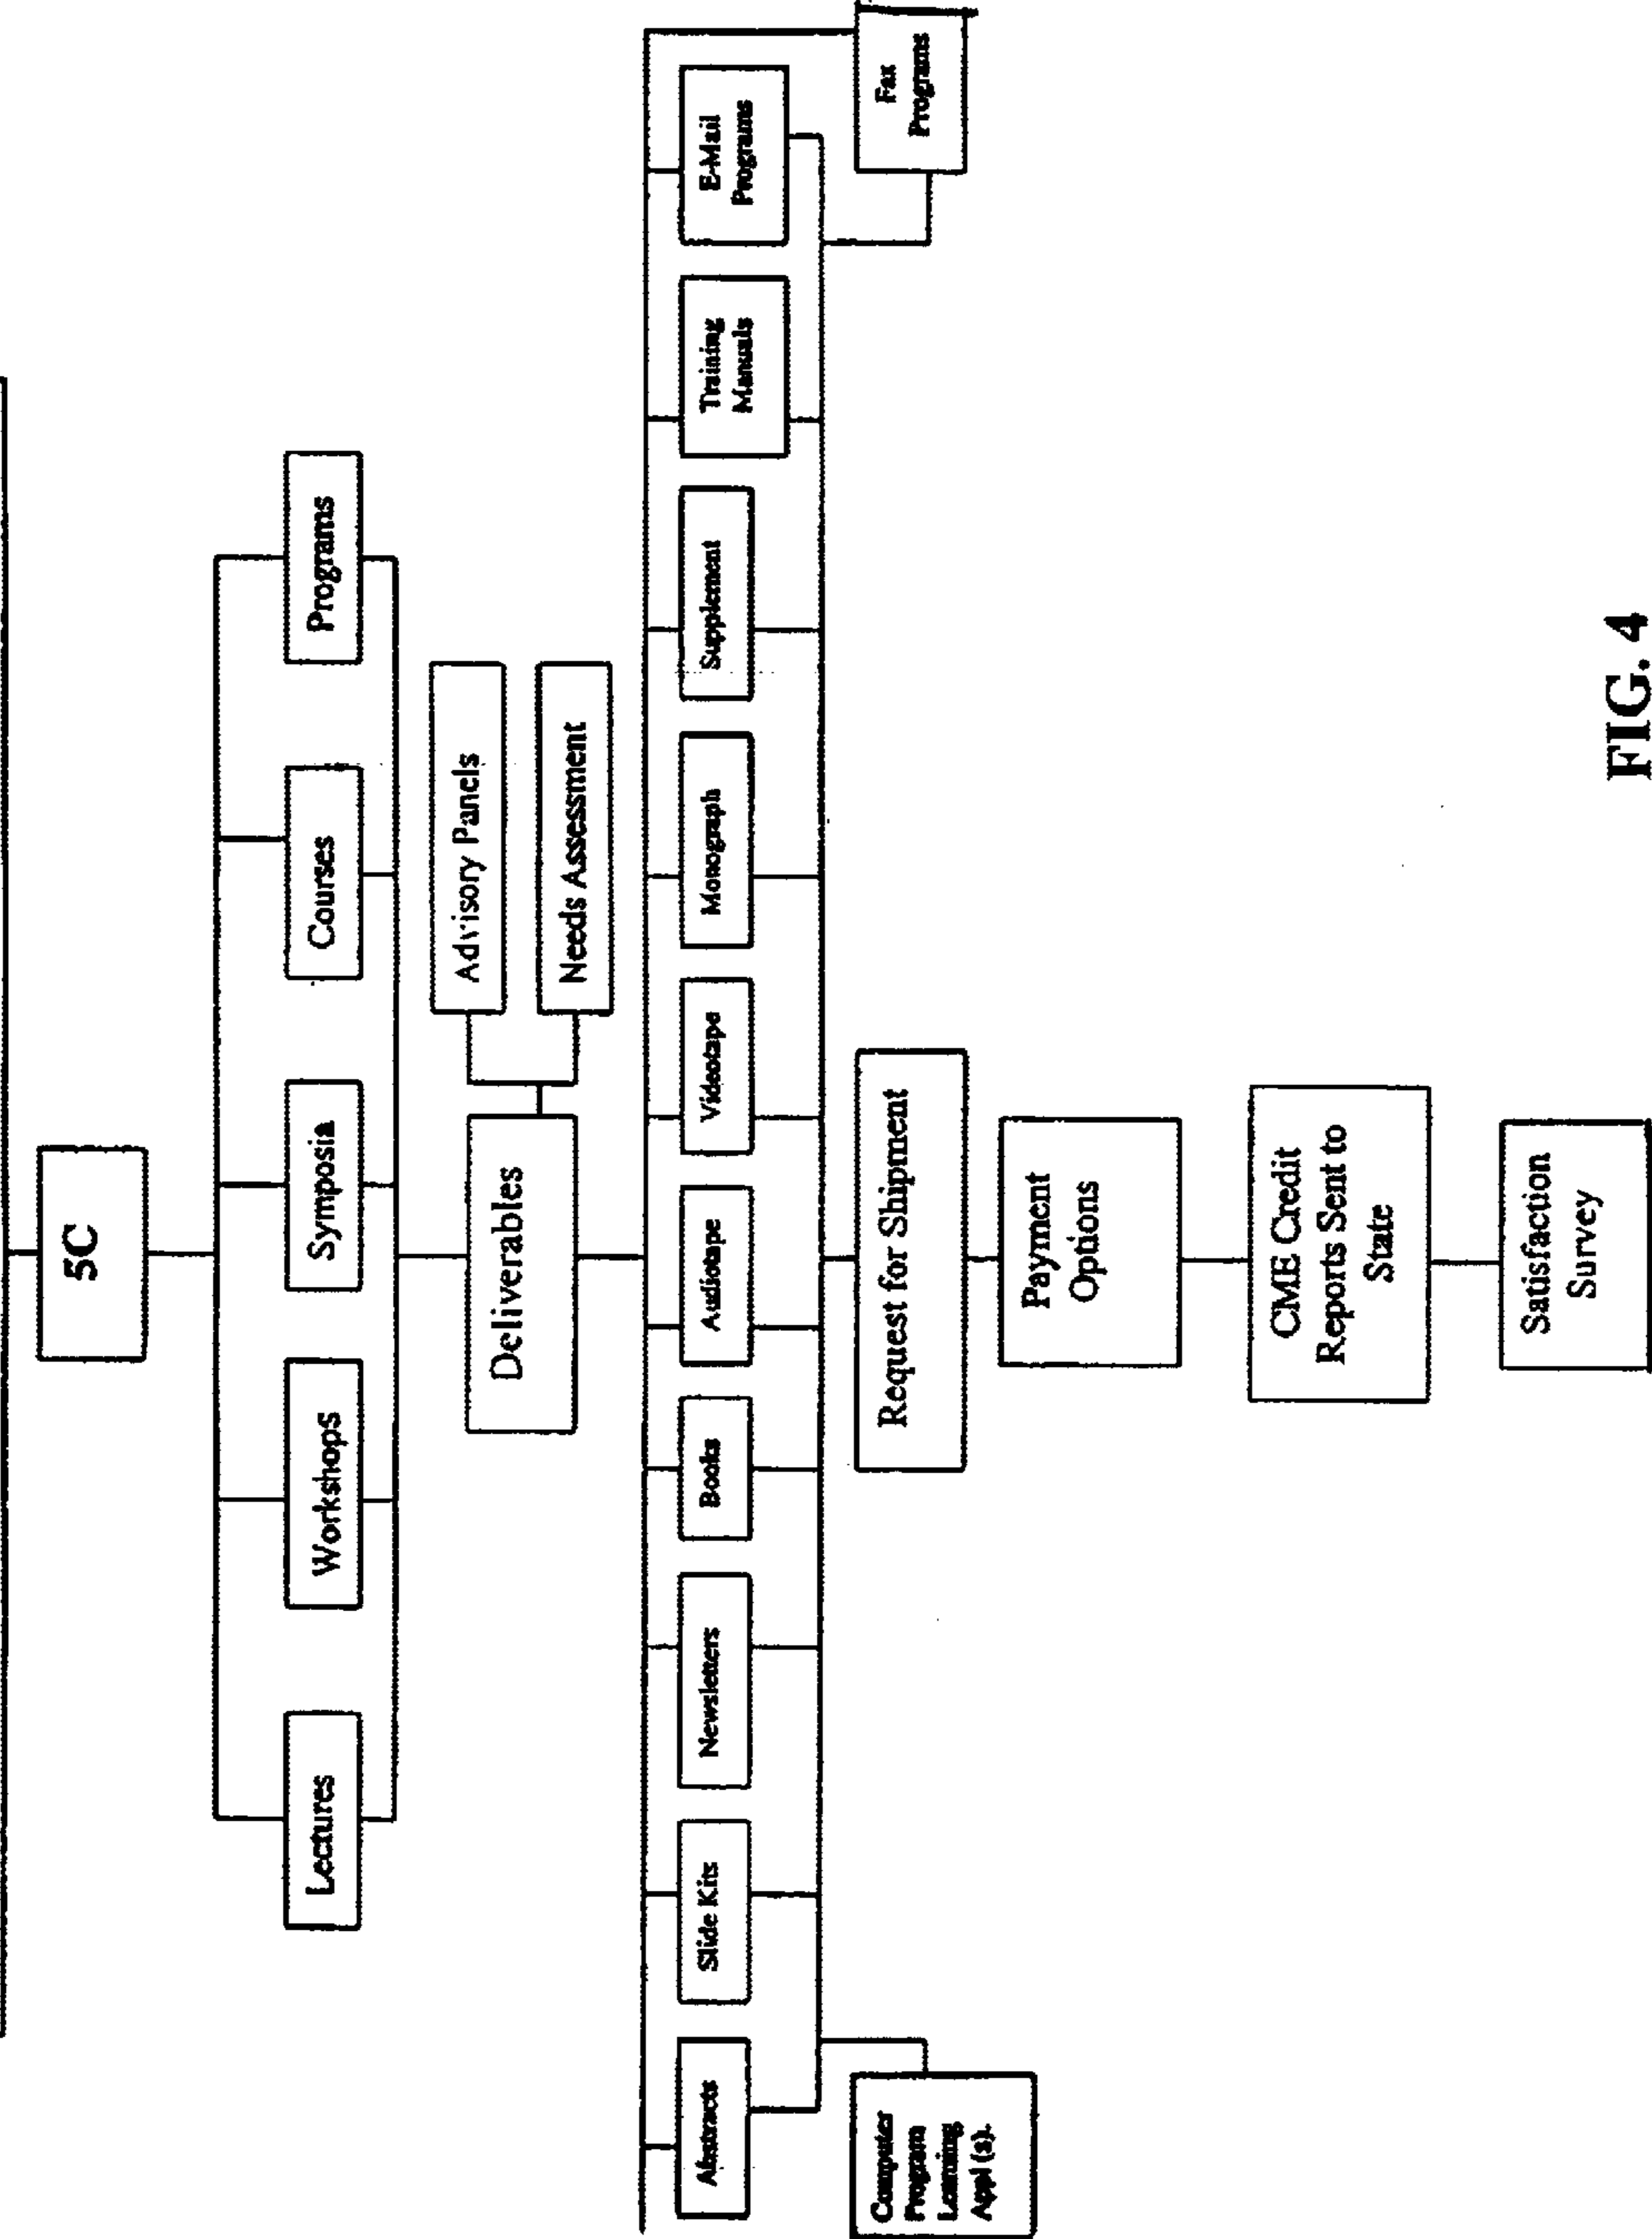 5C
Lectures
Workshops
Symposia
Courses
Programs
Deliverables
Advisory Panels
Needs Assessment
Abstracts
Slide Kits
Newsletters
Books
Audiotape
Videotape
Monograph
Supplement
Training
Manuals
E-Mail
Programs
Computer
Program
Learning
Appl (s).
Request for Shipment
Fax
Programs
Payment
Options
CME Credit
Reports Sent to
State
Satisfaction
Survey
FIG. 4